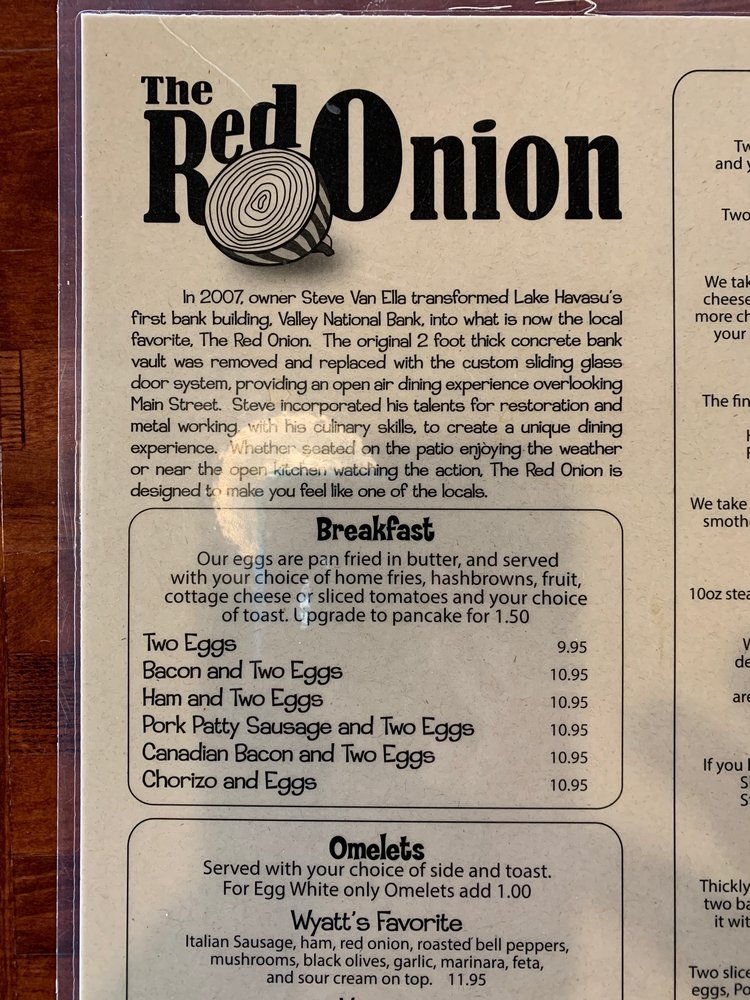 The
Red Onion
In 2007, owner Steve Van Ella transformed Lake Havasu's
first bank building, Valley National Bank, into what is now the local
favorite, The Red Onion. The original 2 foot thick concrete bank
vault was removed and replaced with the custom sliding glass
door system, providing an open air dining experience overlooking
Main Street. Steve incorporated his talents for restoration and
metal working, with his culinary skills, to create a unique dining
experience. Whether seated on the patio enjoying the weather
or near the open kitchen watching the action, The Red Onion is
designed to make you feel like one of the locals.
Breakfast
Our eggs are pan fried in butter, and served
with your choice of home fries, hashbrowns, fruit,
cottage cheese or sliced tomatoes and your choice
of toast. Upgrade to pancake for 1.50
Two Eggs 9.95
Bacon and Two Eggs 10.95
Ham and Two Eggs 10.95
Pork Patty Sausage and Two Eggs 10.95
Canadian Bacon and Two Eggs 10.95
Chorizo and Eggs 10.95
Omelets
Served with your choice of side and toast.
For Egg White only Omelets add 1.00
Wyatt's Favorite
Italian Sausage, ham, red onion, roasted bell peppers,
mushrooms, black olives, garlic, marinara, feta,
and sour cream on top. 11.95
and
Two
We
cheese
more
your
The
We take
10oz
If you
Thickly
two
it
Two
eggs,